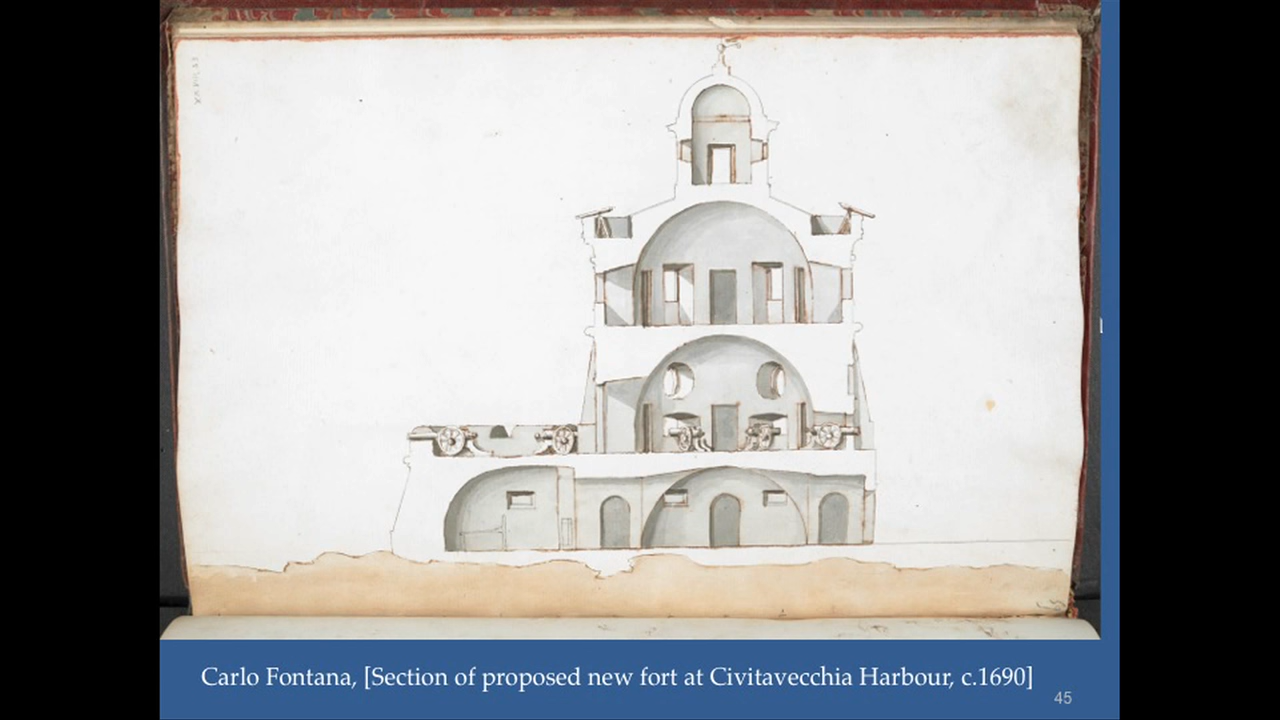 Carlo Fontana, [Section of proposed new fort at Civitavecchia Harbour, c.1690]
45